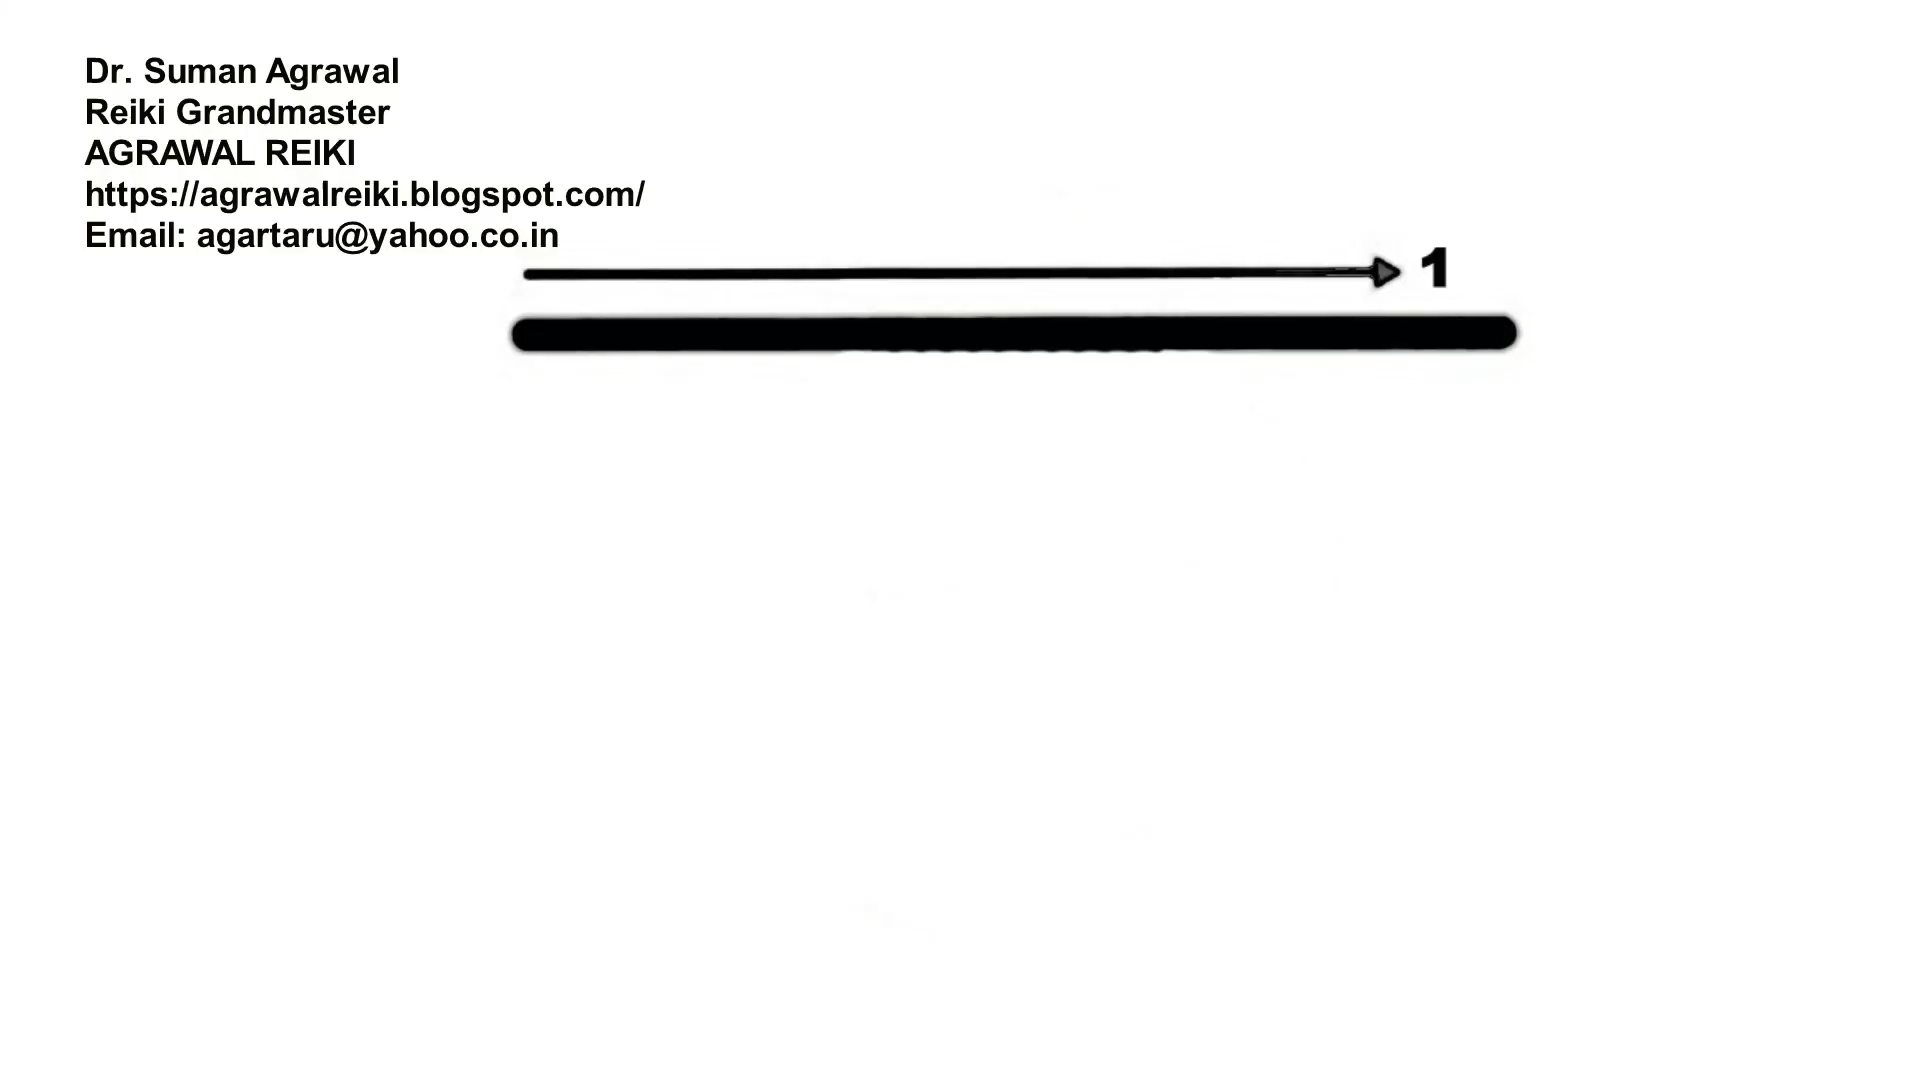 Dr. Suman Agrawal
Reiki Grandmaster
AGRAWAL REIKI
https://agrawalreiki.blogspot.com/
Email: agartaru@yahoo.co.in
1